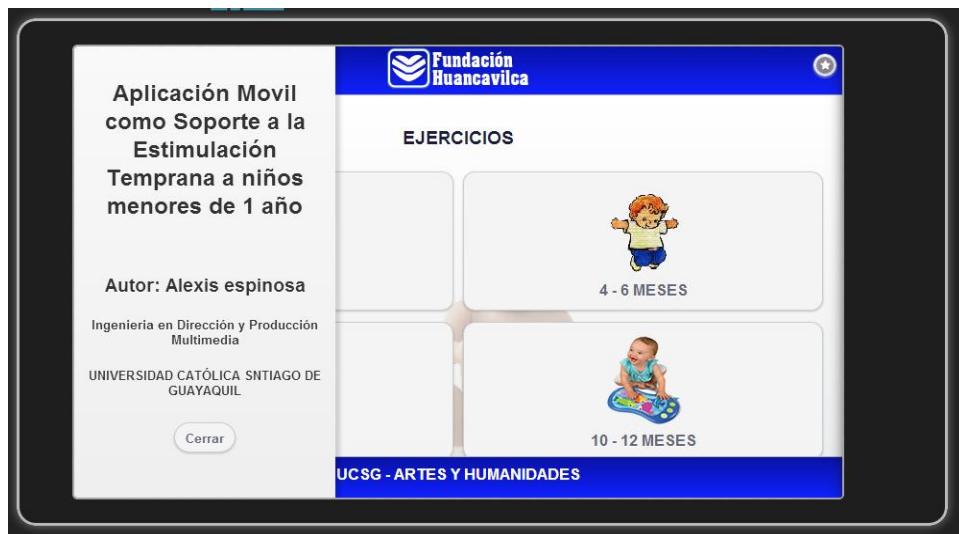 Aplicación Movil
como Soporte a la
Estimulación
Temprana a niños
menores de 1 año
Autor: Alexis espinosa
Ingenieria en Dirección y Producción
Multimedia
UNIVERSIDAD CATÓLICA SNTIAGO DE
GUAYAQUIL
Cerrar
Fundación
Huancavilca
EJERCICIOS
4 - 6 MESES
10 - 12 MESES
UCSG - ARTES Y HUMANIDADES